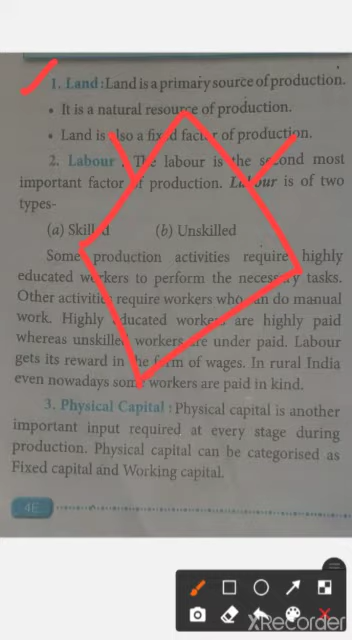 1. Land : Land is a primary source of production.
• It is a natural resource of production.
• Land is also a fixed factor of production.
2. Labour : The labour is the second most
important factor of production. Labour is of two
types-
(a) Skilled (b) Unskilled
Some production activities require highly
educated workers to perform the necessary tasks.
Other activities require workers who can do manual
work. Highly educated workers are highly paid
whereas unskilled workers are under paid. Labour
gets its reward in the form of wages. In rural India
even nowadays some workers are paid in kind.
3. Physical Capital : Physical capital is another
important input required at every stage during
production. Physical capital can be categorised as
Fixed capital and Working capital.
XRecorder